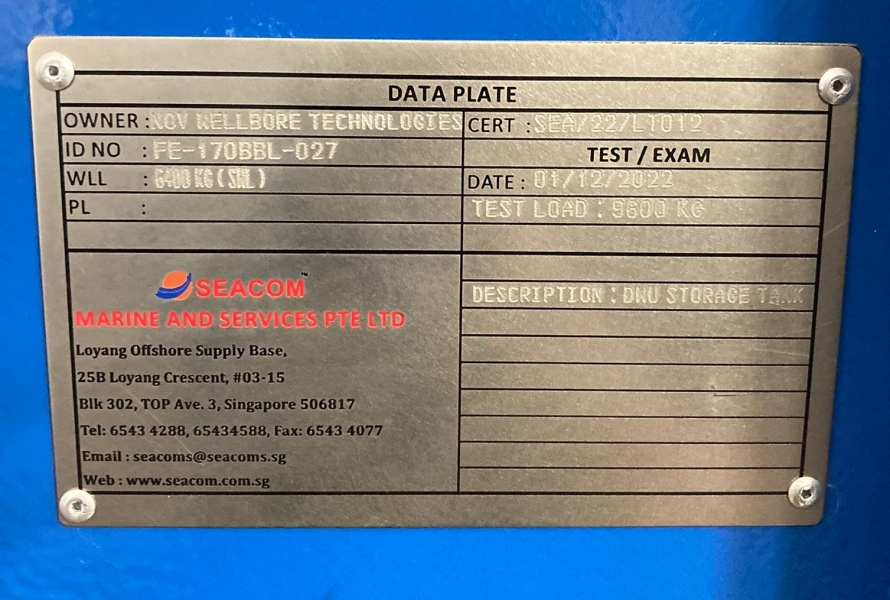 DATA PLATE
OWNER : NOV WELLBORE TECHNOLOGIES
CERT : SEA/22/LT012
ID NO : FE-170BBL-027
TEST / EXAM
WLL : 6400 KG (SWL)
DATE : 01/12/2022
PL :
TEST LOAD : 9600 KG
SEACOM™
MARINE AND SERVICES PTE LTD
DESCRIPTION : DWU STORAGE TANK
Loyang Offshore Supply Base,
25B Loyang Crescent, #03-15
Blk 302, TOP Ave. 3, Singapore 506817
Tel: 6543 4288, 65434588, Fax: 6543 4077
Email : seacoms@seacoms.sg
Web : www.seacom.com.sg